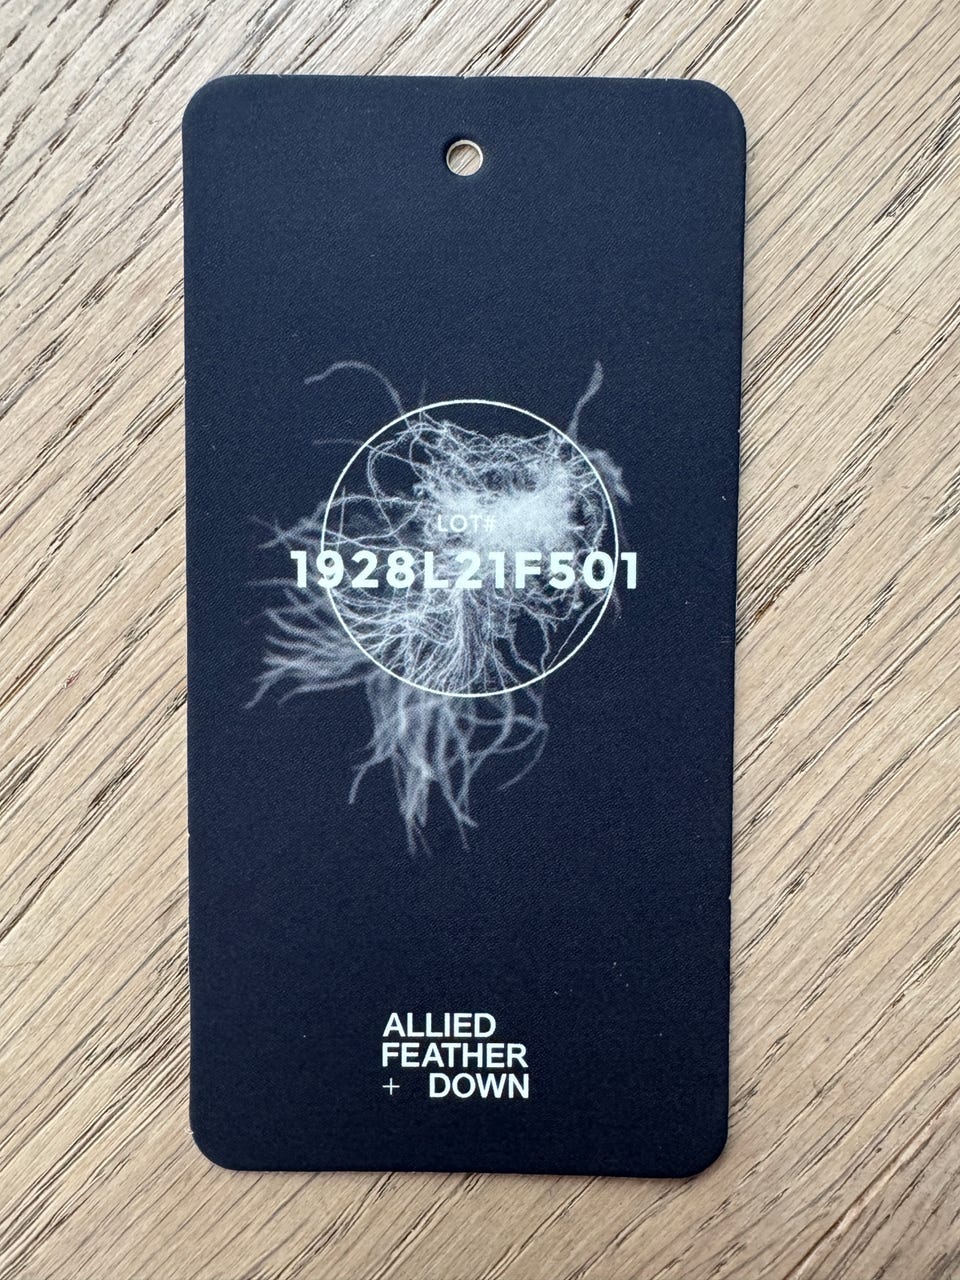 LOT#
1928L21F501
ALLIED
FEATHER
+ DOWN